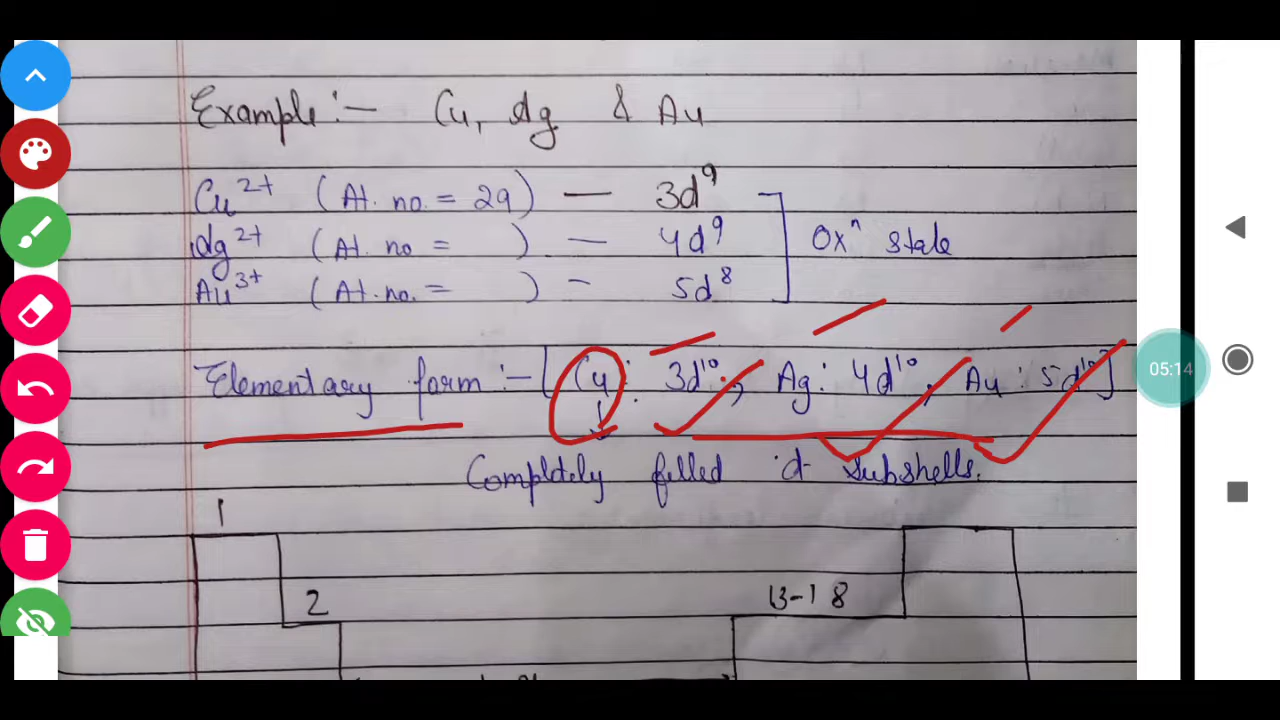 Example :- Cu, Ag & Au
Cu2+ (At. no. = 29) — 3d9
Ag2+ (At. no = ) — 4d9 Oxn state
Au3+ (At. no. = ) — 5d8
Elementary form :- [Cu : 3d10, Ag : 4d10, Au : 5d10]
Completely filled d subshells.
1
2 13-18
05:14